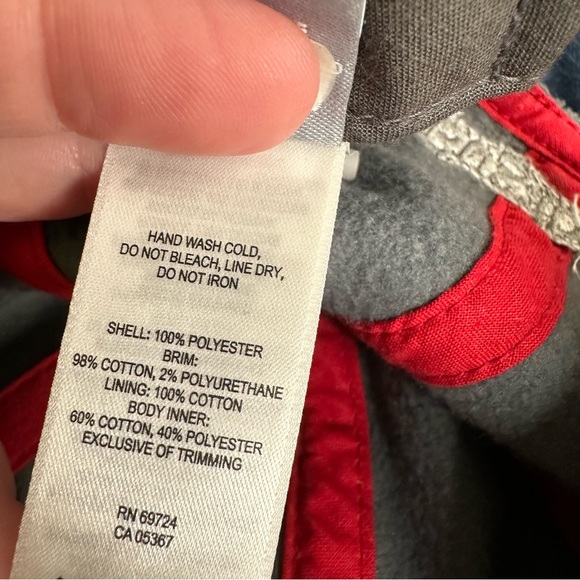 HAND WASH COLD,
DO NOT BLEACH, LINE DRY,
DO NOT IRON
SHELL: 100% POLYESTER
BRIM:
98% COTTON, 2% POLYURETHANE
LINING: 100% COTTON
BODY INNER:
60% COTTON, 40% POLYESTER
EXCLUSIVE OF TRIMMING
RN 69724
CA 05367